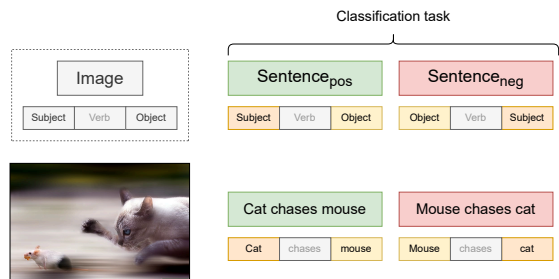 Classification task
Image
Sentencepos
Sentenceneg
Subject Verb Object
Subject Verb Object
Object Verb Subject
Cat chases mouse
Mouse chases cat
Cat chases mouse
Mouse chases cat